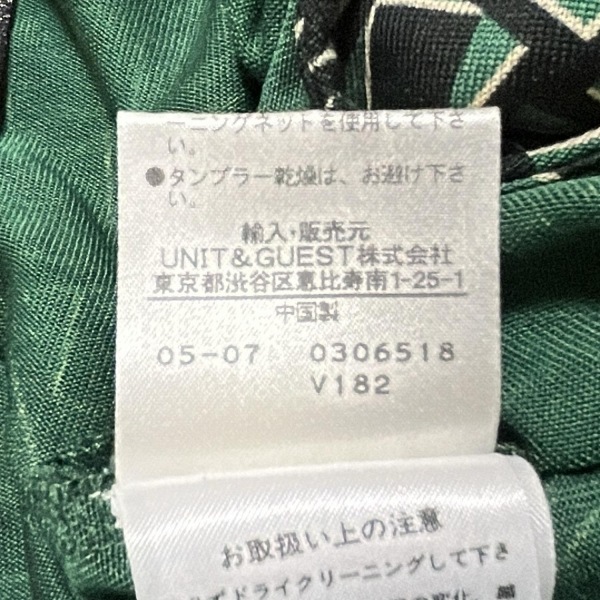 ーニングネットを使用して下さ
い。
●タンブラー乾燥は、お避け下さ
い。
輸入・販売元
UNIT&GUEST株式会社
東京都渋谷区恵比寿南1-25-1
中国製
05-07 0306518
V182
お取扱い上の注意
ずドライクリーニングして下さ